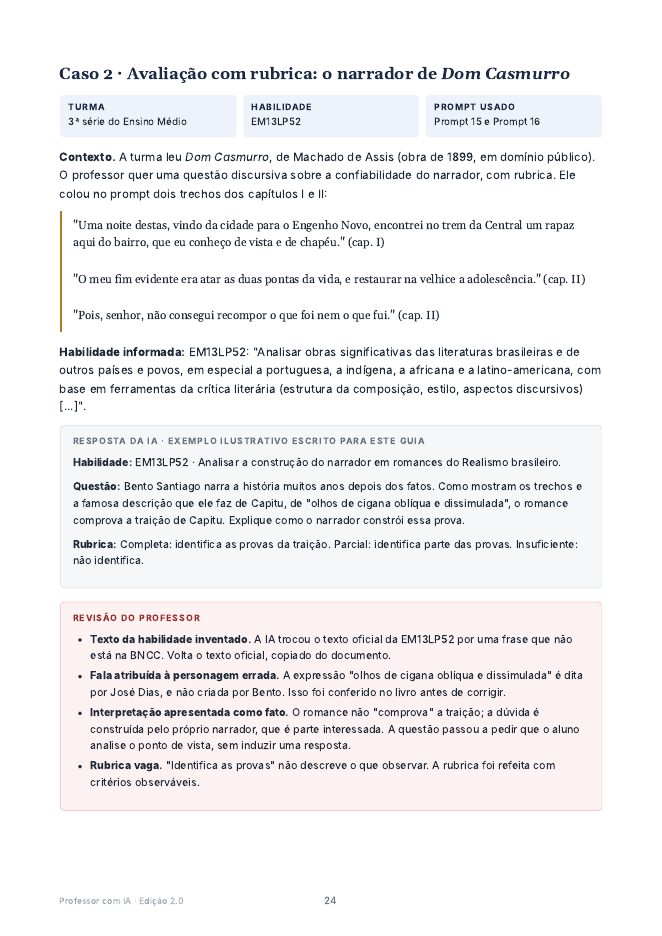 Caso 2 · Avaliação com rubrica: o narrador de Dom Casmurro
TURMA
3ª série do Ensino Médio
HABILIDADE
EM13LP52
PROMPT USADO
Prompt 15 e Prompt 16
Contexto. A turma leu Dom Casmurro, de Machado de Assis (obra de 1899, em domínio público).
O professor quer uma questão discursiva sobre a confiabilidade do narrador, com rubrica. Ele
colou no prompt dois trechos dos capítulos I e II:
"Uma noite destas, vindo da cidade para o Engenho Novo, encontrei no trem da Central um rapaz
aqui do bairro, que eu conheço de vista e de chapéu." (cap. I)
"O meu fim evidente era atar as duas pontas da vida, e restaurar na velhice a adolescência." (cap. II)
"Pois, senhor, não consegui recompor o que foi nem o que fui." (cap. II)
Habilidade informada: EM13LP52: "Analisar obras significativas das literaturas brasileiras e de
outros países e povos, em especial a portuguesa, a indígena, a africana e a latino-americana, com
base em ferramentas da crítica literária (estrutura da composição, estilo, aspectos discursivos)
[...]".
RESPOSTA DA IA · EXEMPLO ILUSTRATIVO ESCRITO PARA ESTE GUIA
Habilidade: EM13LP52 · Analisar a construção do narrador em romances do Realismo brasileiro.
Questão: Bento Santiago narra a história muitos anos depois dos fatos. Como mostram os trechos e
a famosa descrição que ele faz de Capitu, de "olhos de cigana oblíqua e dissimulada", o romance
comprova a traição de Capitu. Explique como o narrador constrói essa prova.
Rubrica: Completa: identifica as provas da traição. Parcial: identifica parte das provas. Insuficiente:
não identifica.
REVISÃO DO PROFESSOR
• Texto da habilidade inventado. A IA trocou o texto oficial da EM13LP52 por uma frase que não
está na BNCC. Volta o texto oficial, copiado do documento.
• Fala atribuída à personagem errada. A expressão "olhos de cigana oblíqua e dissimulada" é dita
por José Dias, e não criada por Bento. Isso foi conferido no livro antes de corrigir.
• Interpretação apresentada como fato. O romance não "comprova" a traição; a dúvida é
construída pelo próprio narrador, que é parte interessada. A questão passou a pedir que o aluno
analise o ponto de vista, sem induzir uma resposta.
• Rubrica vaga. "Identifica as provas" não descreve o que observar. A rubrica foi refeita com
critérios observáveis.
Professor com IA · Edição 2.0
24